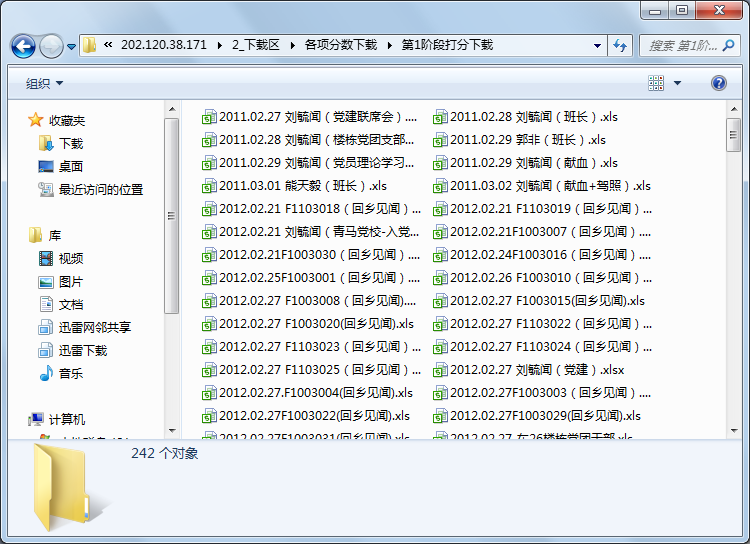 « 202.120.38.171 ▸ 2_下载区 ▸ 各项分数下载 ▸ 第1阶段打分下载
搜索 第1阶...
组织
收藏夹
下载
桌面
最近访问的位置
库
视频
图片
文档
迅雷网邻共享
迅雷下载
音乐
计算机
2011.02.27 刘毓闻（党建联席会）....
2011.02.28 刘毓闻（班长）.xls
2011.02.28 刘毓闻（楼栋党团支部...
2011.02.29 郭非（班长）.xls
2011.02.29 刘毓闻（党员理论学习...
2011.02.29 刘毓闻（献血）.xls
2011.03.01 能天毅（班长）.xls
2011.03.02 刘毓闻（献血+驾照）.xls
2012.02.21 F1103018（回乡见闻）...
2012.02.21 F1103019（回乡见闻）...
2012.02.21 刘毓闻（青马党校-入党...
2012.02.21F1003007（回乡见闻）....
2012.02.21F1003030（回乡见闻）....
2012.02.24F1003016（回乡见闻）....
2012.02.25F1003001（回乡见闻）....
2012.02.26 F1003010（回乡见闻）...
2012.02.27 F1003008（回乡见闻)....
2012.02.27 F1003015(回乡见闻).xls
2012.02.27 F1003020(回乡见闻).xls
2012.02.27 F1103022（回乡见闻）...
2012.02.27 F1103023（回乡见闻）...
2012.02.27 F1103024（回乡见闻）...
2012.02.27 F1103025（回乡见闻）...
2012.02.27 刘毓闻（党建）.xlsx
2012.02.27.F1003004(回乡见闻).xls
2012.02.27F1003003（回乡见闻）....
2012.02.27F1003022(回乡见闻).xls
2012.02.27F1003029(回乡见闻).xls
2012.02.27F1003031(回乡见闻).xls
242 个对象